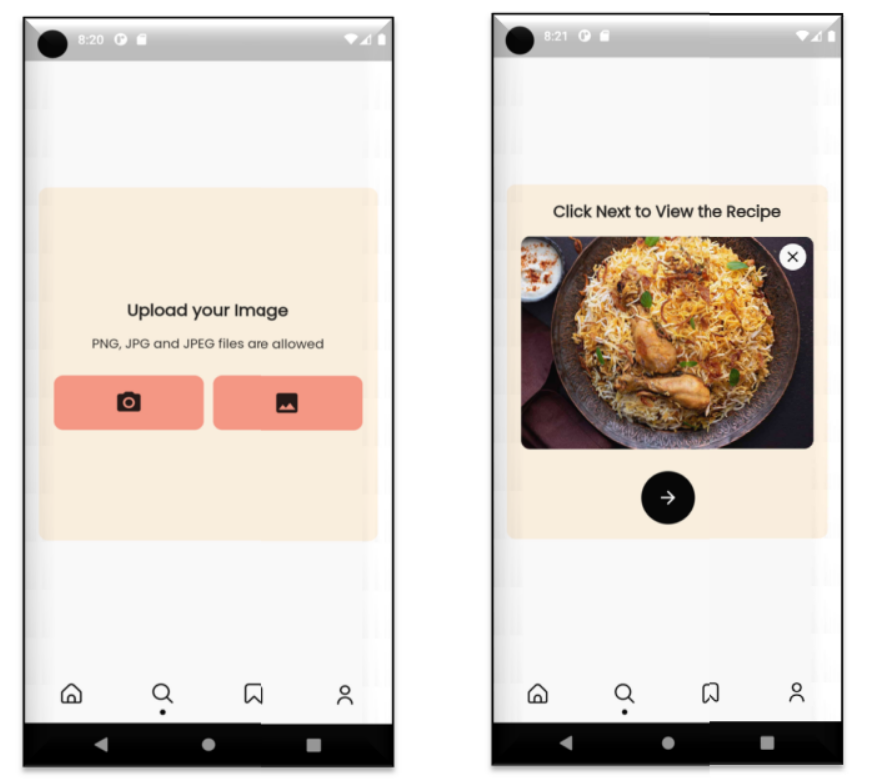 8:20
Upload your Image
PNG, JPG and JPEG files are allowed
8:21
Click Next to View the Recipe